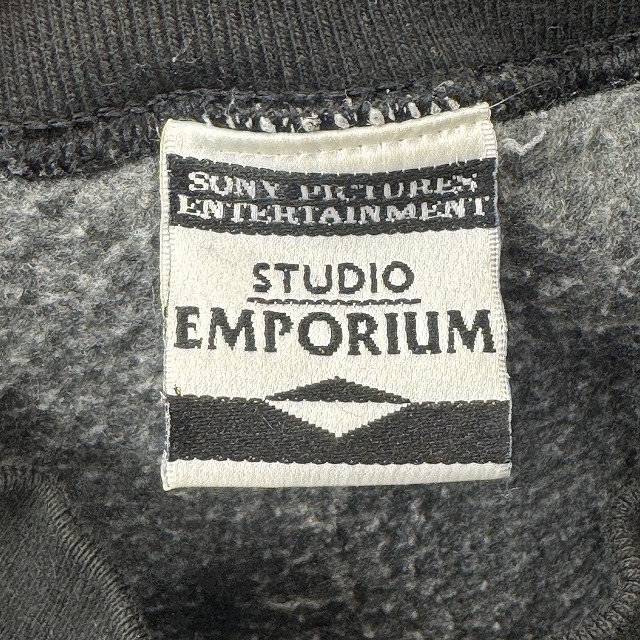 SONY PICTURES
ENTERTAINMENT
STUDIO
EMPORIUM